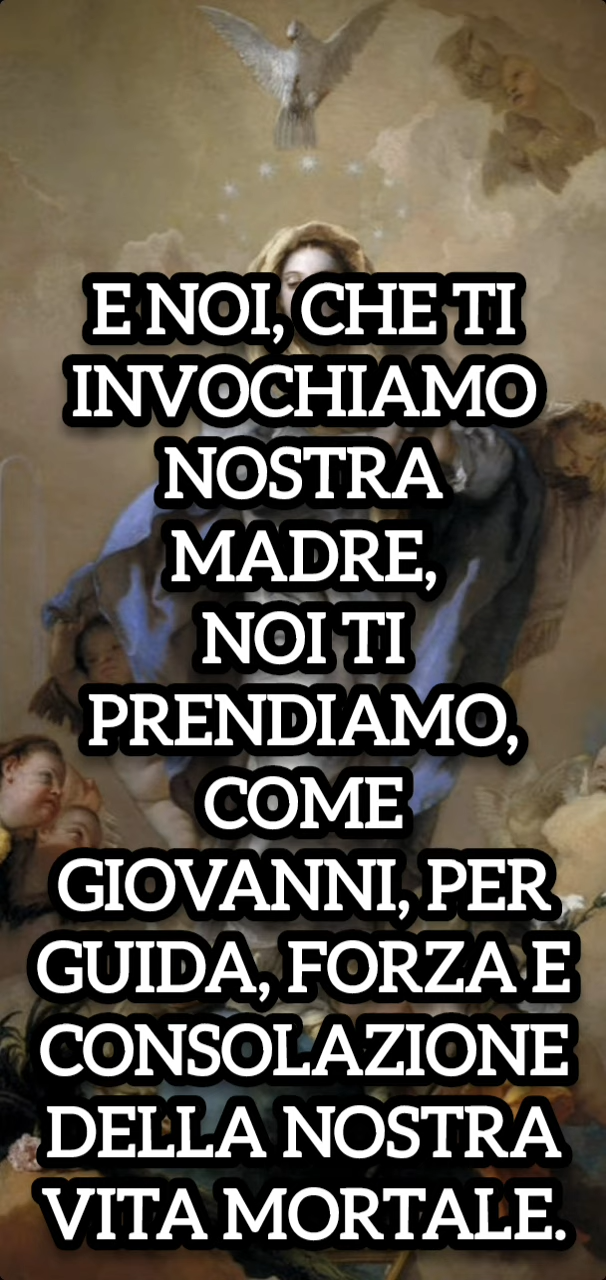 E NOI, CHE TI
INVOCHIAMO
NOSTRA
MADRE,
NOI TI
PRENDIAMO,
COME
GIOVANNI, PER
GUIDA, FORZA E
CONSOLAZIONE
DELLA NOSTRA
VITA MORTALE.